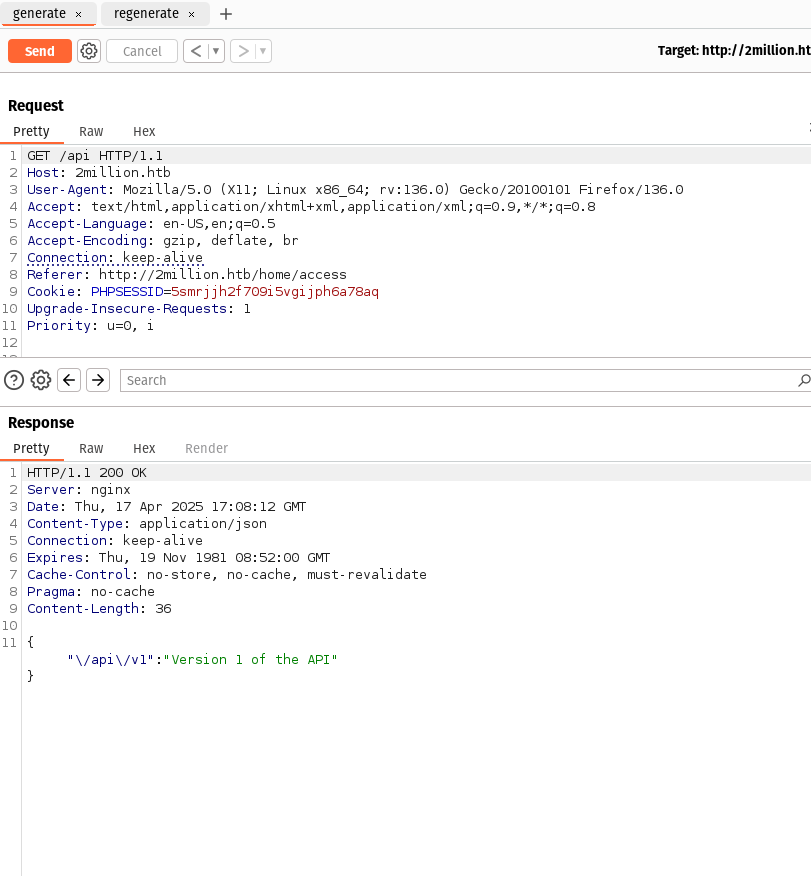 generate ×
regenerate ×
+
Send
Cancel
< ▼
> ▼
Target: http://2million.ht
Request
Pretty Raw Hex
1 GET /api HTTP/1.1
2 Host: 2million.htb
3 User-Agent: Mozilla/5.0 (X11; Linux x86_64; rv:136.0) Gecko/20100101 Firefox/136.0
4 Accept: text/html,application/xhtml+xml,application/xml;q=0.9,*/*;q=0.8
5 Accept-Language: en-US,en;q=0.5
6 Accept-Encoding: gzip, deflate, br
7 Connection: keep-alive
8 Referer: http://2million.htb/home/access
9 Cookie: PHPSESSID=5smrjjh2f709i5vgijph6a78aq
10 Upgrade-Insecure-Requests: 1
11 Priority: u=0, i
12
Search
Response
Pretty Raw Hex Render
1 HTTP/1.1 200 OK
2 Server: nginx
3 Date: Thu, 17 Apr 2025 17:08:12 GMT
4 Content-Type: application/json
5 Connection: keep-alive
6 Expires: Thu, 19 Nov 1981 08:52:00 GMT
7 Cache-Control: no-store, no-cache, must-revalidate
8 Pragma: no-cache
9 Content-Length: 36
10
11 {
"\/api\/v1":"Version 1 of the API"
}